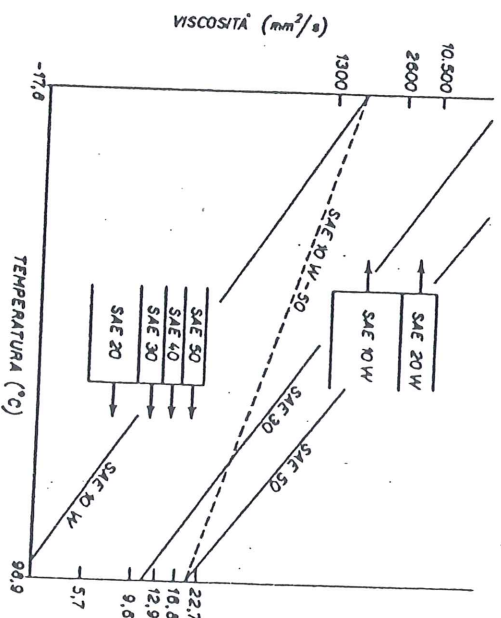 VISCOSITA' (mm²/s)
10.500
2600
1300
-17,8
SAE 20 W
SAE 10 W
SAE 10 W-50
SAE 50
SAE 40
SAE 30
SAE 20
SAE 30
SAE 50
SAE 10 W
22,7
16,8
12,9
9,6
5,7
98,9
TEMPERATURA (°C)